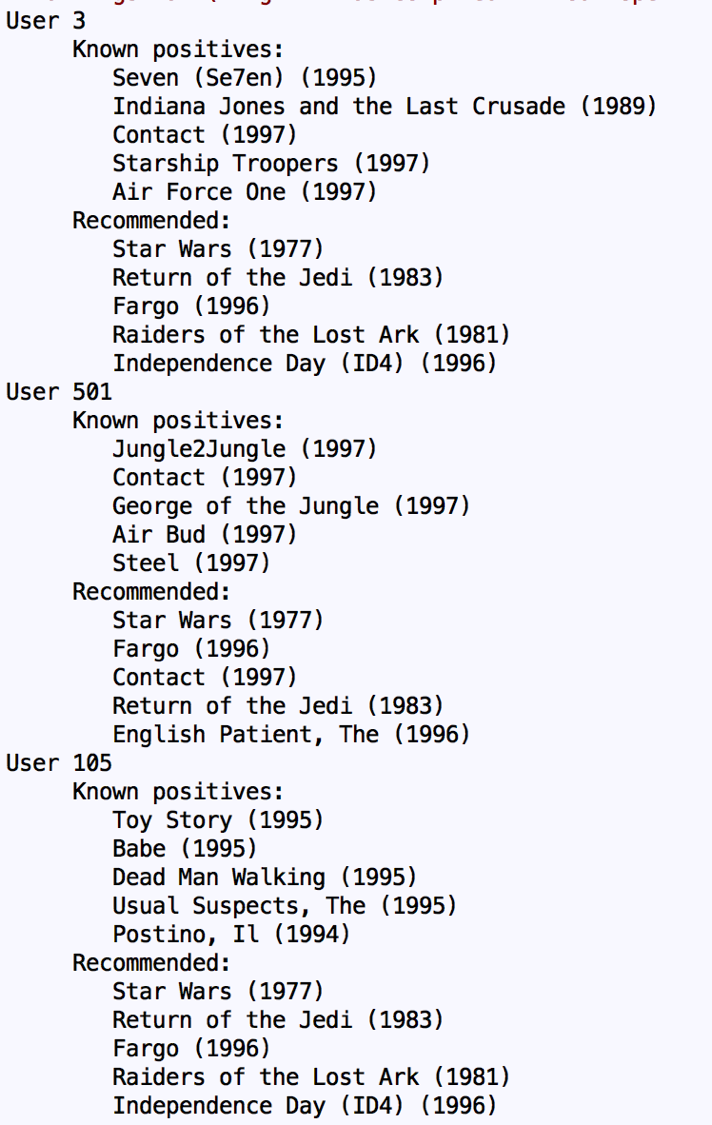 User 3
Known positives:
Seven (Se7en) (1995)
Indiana Jones and the Last Crusade (1989)
Contact (1997)
Starship Troopers (1997)
Air Force One (1997)
Recommended:
Star Wars (1977)
Return of the Jedi (1983)
Fargo (1996)
Raiders of the Lost Ark (1981)
Independence Day (ID4) (1996)
User 501
Known positives:
Jungle2Jungle (1997)
Contact (1997)
George of the Jungle (1997)
Air Bud (1997)
Steel (1997)
Recommended:
Star Wars (1977)
Fargo (1996)
Contact (1997)
Return of the Jedi (1983)
English Patient, The (1996)
User 105
Known positives:
Toy Story (1995)
Babe (1995)
Dead Man Walking (1995)
Usual Suspects, The (1995)
Postino, Il (1994)
Recommended:
Star Wars (1977)
Return of the Jedi (1983)
Fargo (1996)
Raiders of the Lost Ark (1981)
Independence Day (ID4) (1996)